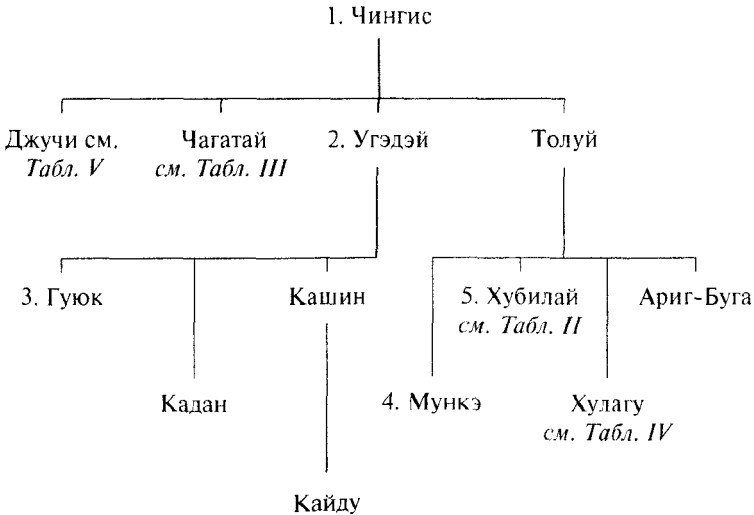 1. Чингис
Джучи см.
Табл. V
Чагатай
см. Табл. III
2. Угэдэй
Толуй
3. Гуюк
Кашин
5. Хубилай
см. Табл. II
Ариг-Буга
Кадан
4. Мункэ
Хулагу
см. Табл. IV
Кайду